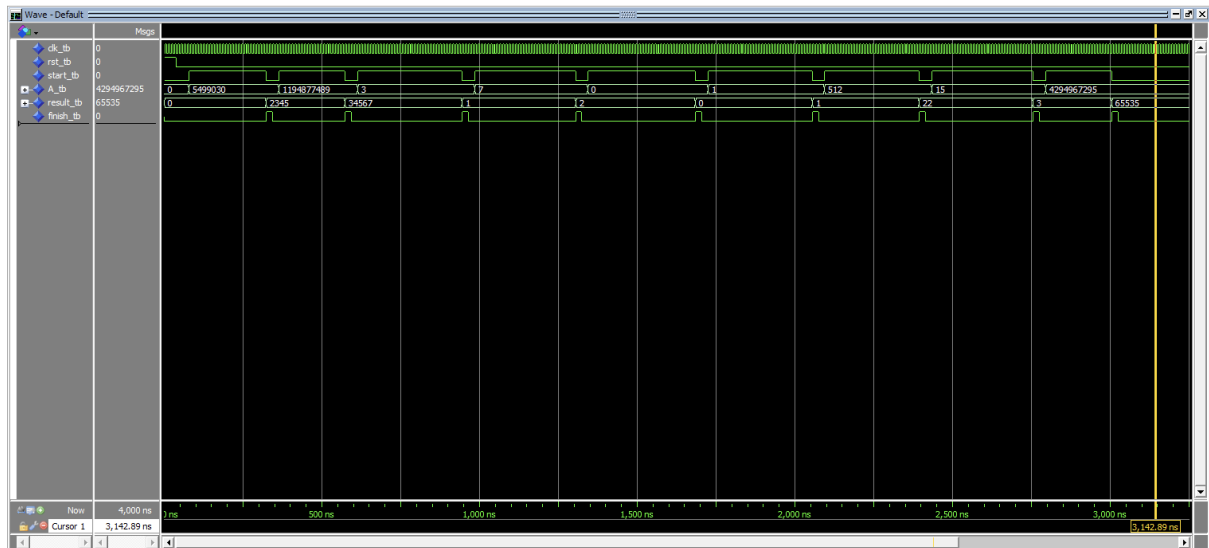 Wave - Default
Msgs
clk_tb 0
rst_tb 0
start_tb 0
A_tb 4294967295 0 5499030 1194877489 3 7 0 1 512 15 4294967295
result_tb 65535 0 2345 34567 1 2 0 1 22 3 65535
finish_tb 0
Now 4,000 ns ns 500 ns 1,000 ns 1,500 ns 2,000 ns 2,500 ns 3,000 ns
Cursor 1 3,142.89 ns 3,142.89 ns